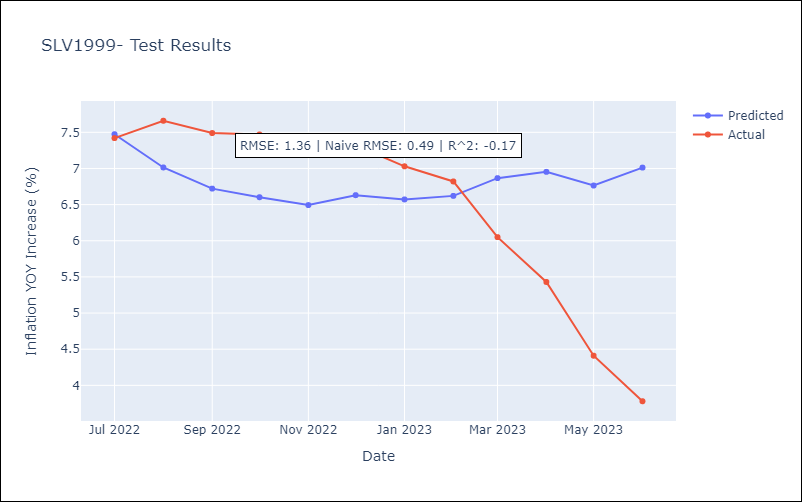 SLV1999- Test Results
Predicted
Actual
RMSE: 1.36 | Naive RMSE: 0.49 | R^2: -0.17
Inflation YOY Increase (%)
7.5
7
6.5
6
5.5
5
4.5
4
Jul 2022
Sep 2022
Nov 2022
Jan 2023
Mar 2023
May 2023
Date